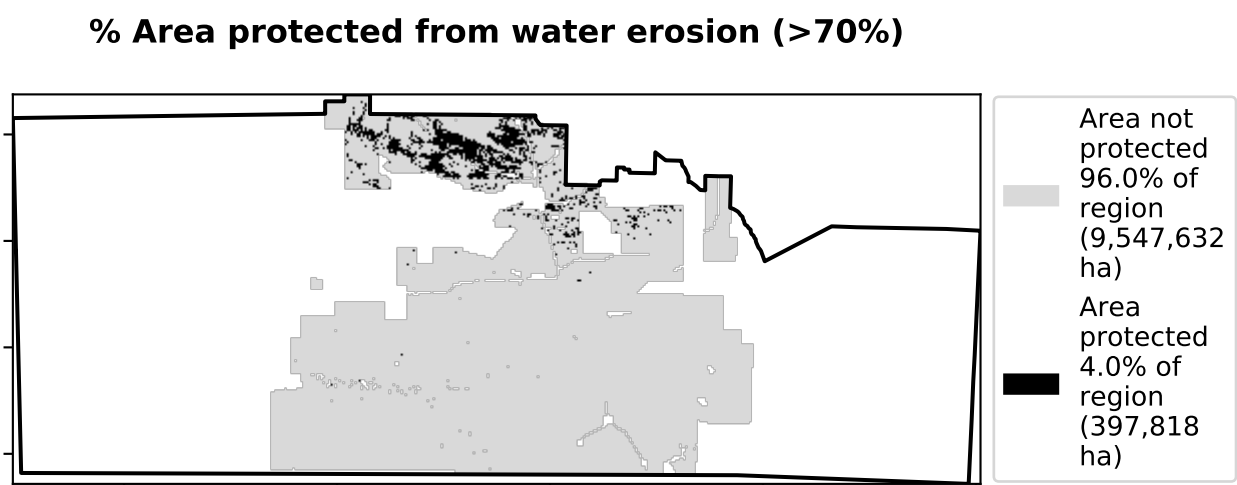 % Area protected from water erosion (>70%)
Area not
protected
96.0% of
region
(9,547,632
ha)
Area
protected
4.0% of
region
(397,818
ha)